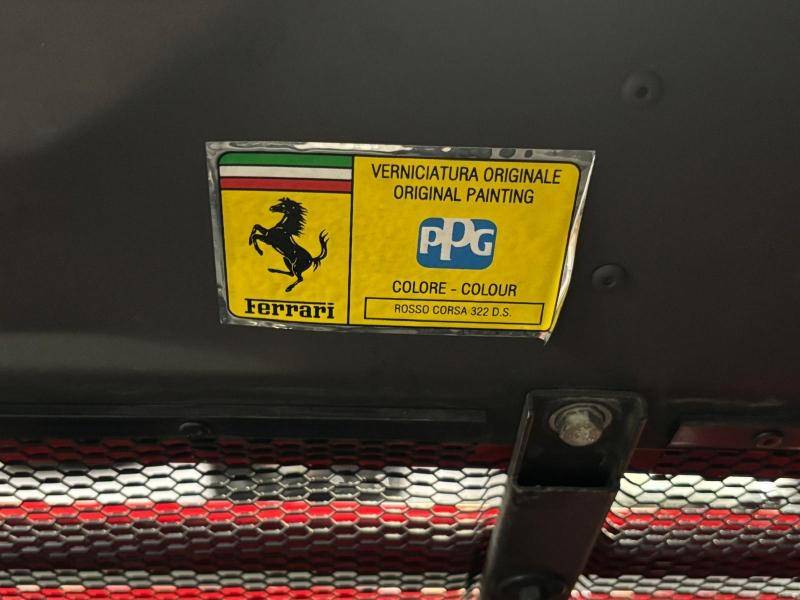 VERNICIATURA ORIGINALE
ORIGINAL PAINTING
PPG
COLORE - COLOUR
ROSSO CORSA 322 D.S.
Ferrari